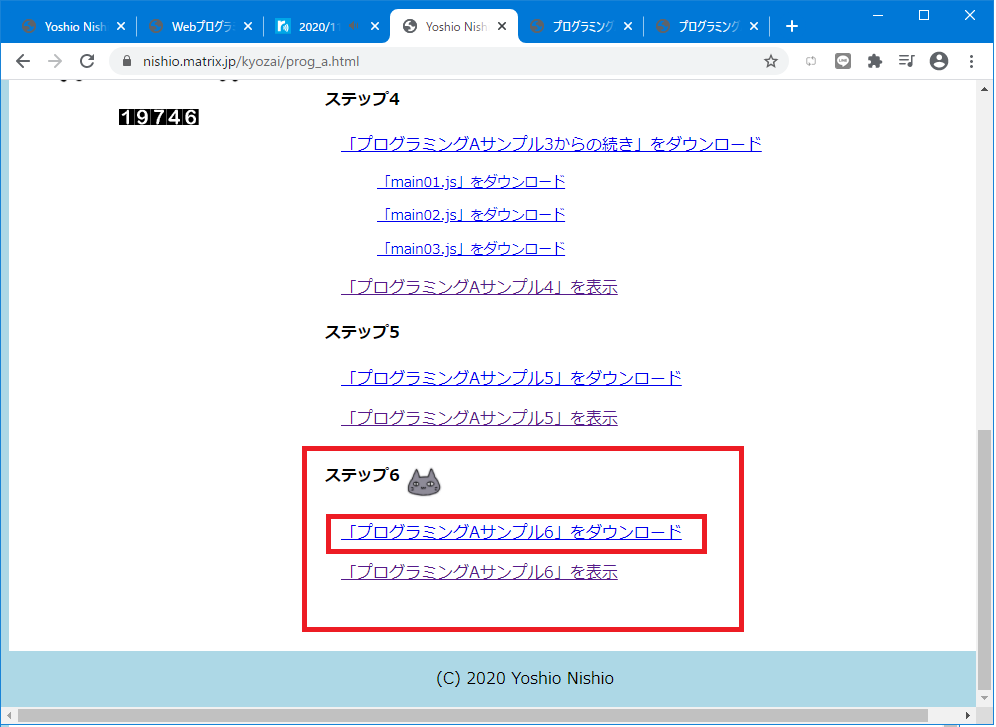 Yoshio Nish
Webプログラ
2020/11
Yoshio Nish
プログラミング
プログラミング
nishio.matrix.jp/kyozai/prog_a.html
19746
ステップ4
「プログラミングAサンプル3からの続き」をダウンロード
「main01.js」をダウンロード
「main02.js」をダウンロード
「main03.js」をダウンロード
「プログラミングAサンプル4」を表示
ステップ5
「プログラミングAサンプル5」をダウンロード
「プログラミングAサンプル5」を表示
ステップ6
「プログラミングAサンプル6」をダウンロード
「プログラミングAサンプル6」を表示
(C) 2020 Yoshio Nishio